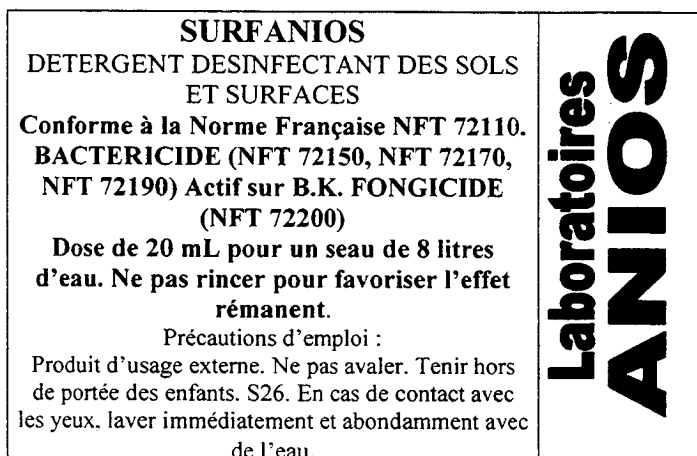 SURFANIOS
DETERGENT DESINFECTANT DES SOLS
ET SURFACES
Conforme à la Norme Française NFT 72110.
BACTERICIDE (NFT 72150, NFT 72170,
NFT 72190) Actif sur B.K. FONGICIDE
(NFT 72200)
Dose de 20 mL pour un seau de 8 litres
d'eau. Ne pas rincer pour favoriser l'effet
rémanent.
Précautions d'emploi :
Produit d'usage externe. Ne pas avaler. Tenir hors
de portée des enfants. S26. En cas de contact avec
les yeux, laver immédiatement et abondamment avec
de l'eau.
Laboratoires
ANIOS